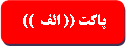 پاکت (( الف ))